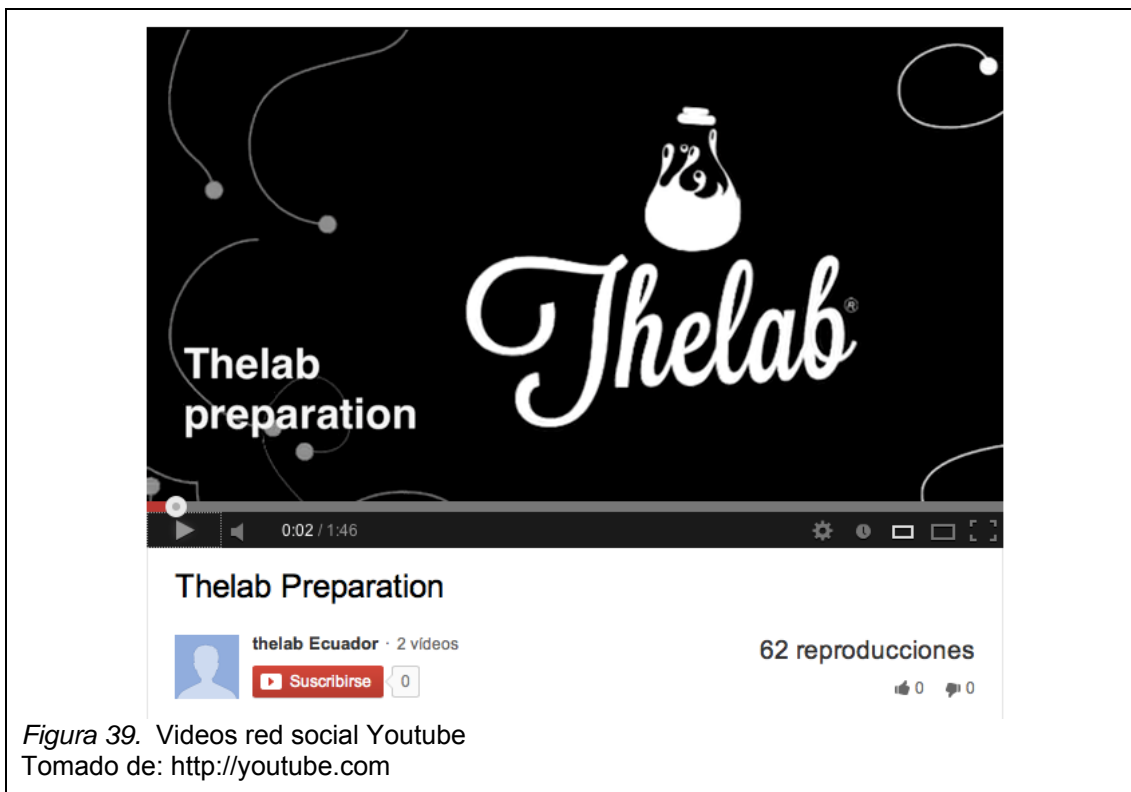 Thelab®
Thelab
preparation
0:02 / 1:46
Thelab Preparation
thelab Ecuador · 2 vídeos
Suscribirse 0
62 reproducciones
0 0
Figura 39. Videos red social Youtube
Tomado de: http://youtube.com